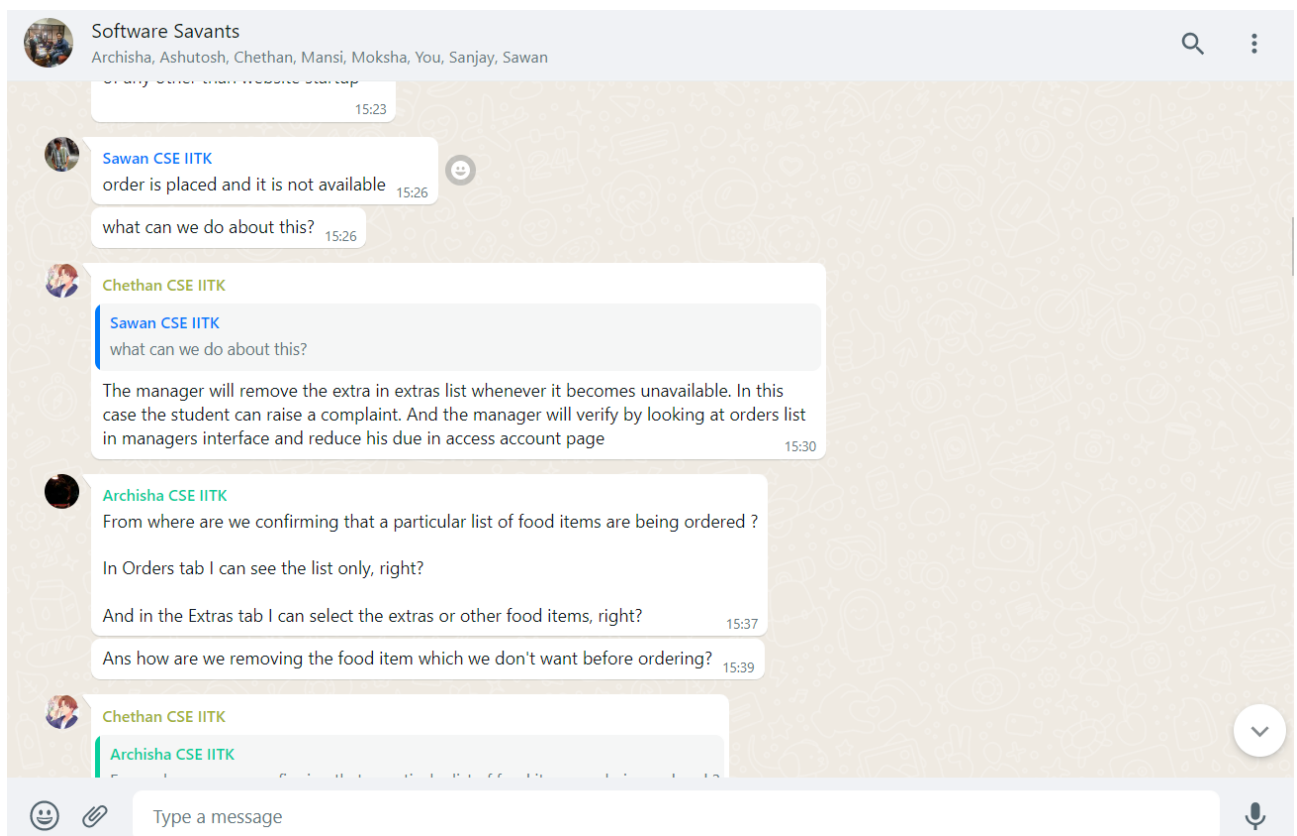 Software Savants
Archisha, Ashutosh, Chethan, Mansi, Moksha, You, Sanjay, Sawan
of any other than website startup
15:23
Sawan CSE IITK
order is placed and it is not available 15:26
what can we do about this? 15:26
Chethan CSE IITK
Sawan CSE IITK
what can we do about this?
The manager will remove the extra in extras list whenever it becomes unavailable. In this
case the student can raise a complaint. And the manager will verify by looking at orders list
in managers interface and reduce his due in access account page
15:30
Archisha CSE IITK
From where are we confirming that a particular list of food items are being ordered ?
In Orders tab I can see the list only, right?
And in the Extras tab I can select the extras or other food items, right?
15:37
Ans how are we removing the food item which we don't want before ordering? 15:39
Chethan CSE IITK
Archisha CSE IITK
Type a message